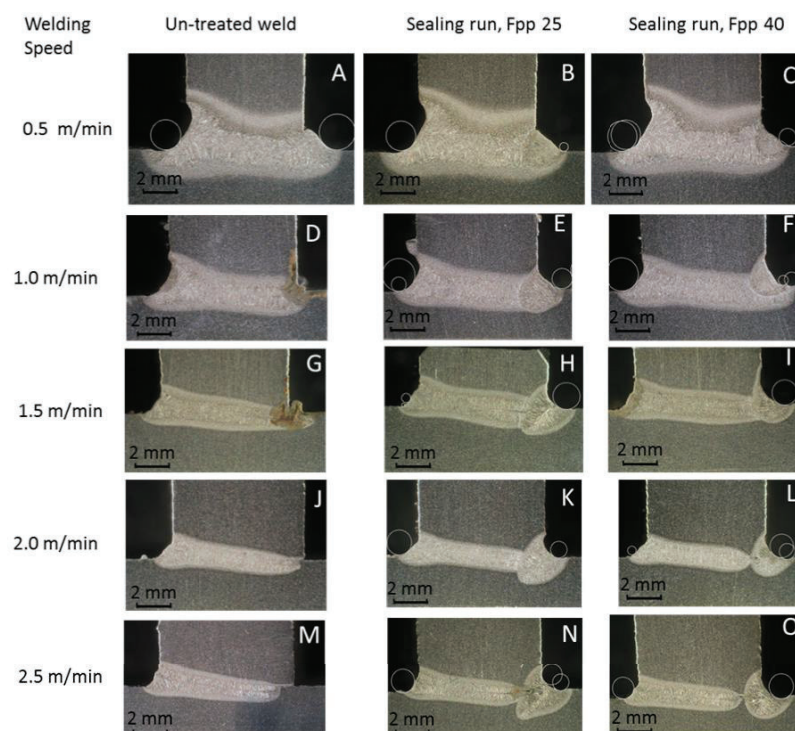 Welding Speed
Un-treated weld
Sealing run, Fpp 25
Sealing run, Fpp 40
0.5 m/min
A
2 mm
B
2 mm
C
2 mm
1.0 m/min
D
2 mm
E
2 mm
F
2 mm
1.5 m/min
G
2 mm
H
2 mm
I
2 mm
2.0 m/min
J
2 mm
K
2 mm
L
2 mm
2.5 m/min
M
2 mm
N
2 mm
O
2 mm